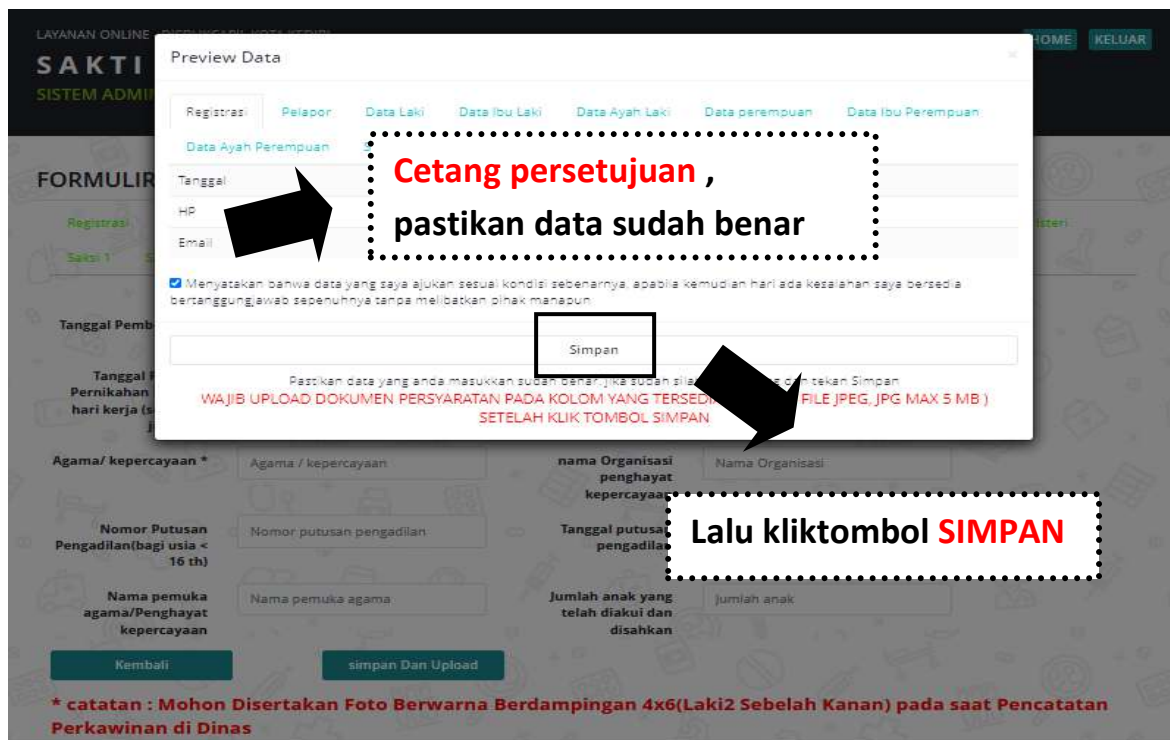 LAYANAN ONLINE
HOME KELUAR
SAKTI
Preview Data
SISTEM ADMI
Registrasi Pelapor Data Laki Data Ibu Laki Data Ayah Laki Data perempuan Data Ibu Perempuan
Data Ayah Perempuan
Cetang persetujuan ,
pastikan data sudah benar
FORMULIR
Tanggal
HP
Email
Registrasi
Saksi 1
Menyatakan bahwa data yang saya ajukan sesuai kondisi sebenarnya, apabila kemudian hari ada kesalahan saya bersedia
bertanggungjawab sepenuhnya tanpa melibatkan pihak manapun
Tanggal Pemb
Simpan
Tanggal
Pernikahan
hari kerja
Pastikan data yang anda masukkan sudah benar, jika sudah dan tekan Simpan
WAJIB UPLOAD DOKUMEN PERSYARATAN PADA KOLOM YANG FILE JPEG, JPG MAX 5 MB )
SETELAH KLIK TOMBOL SIMPAN
Agama/ kepercayaan * Agama / kepercayaan
nama Organisasi
penghayat
kepercayaan
Nama Organisasi
Nomor Putusan
Pengadilan(bagi usia <
16 th)
Nomor putusan pengadilan
Tanggal putusan
pengadilan
Lalu kliktombol SIMPAN
Nama pemuka
agama/Penghayat
kepercayaan
Nama pemuka agama
Jumlah anak yang
telah diakui dan
disahkan
Jumlah anak
Kembali simpan Dan Upload
* catatan : Mohon Disertakan Foto Berwarna Berdampingan 4x6(Laki2 Sebelah Kanan) pada saat Pencatatan
Perkawinan di Dinas